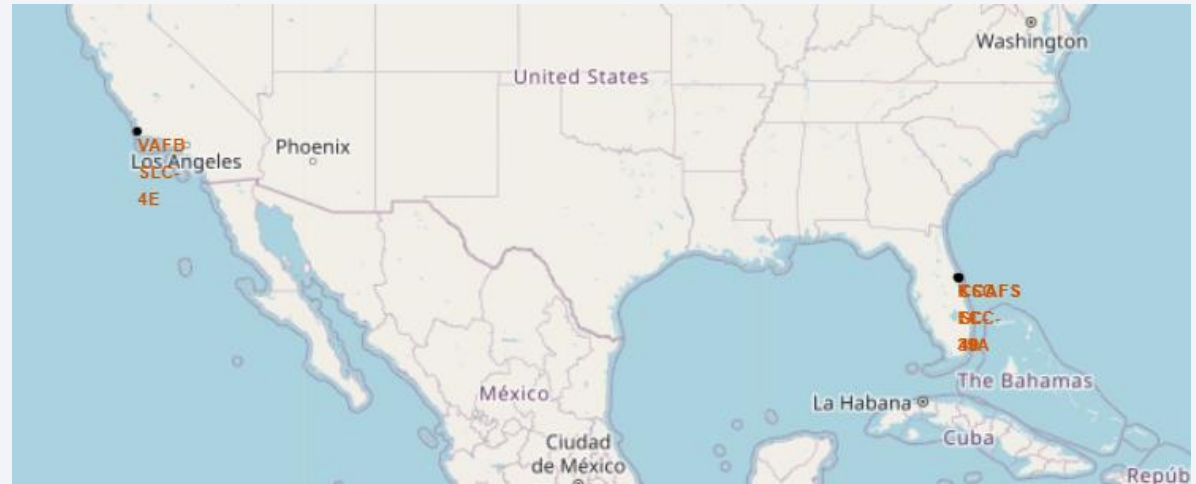 Washington
United States
VAFB
Phoenix
Los Angeles
SLC-
4E
The Bahamas
México
La Habana
Cuba
Ciudad
de México
Repúb